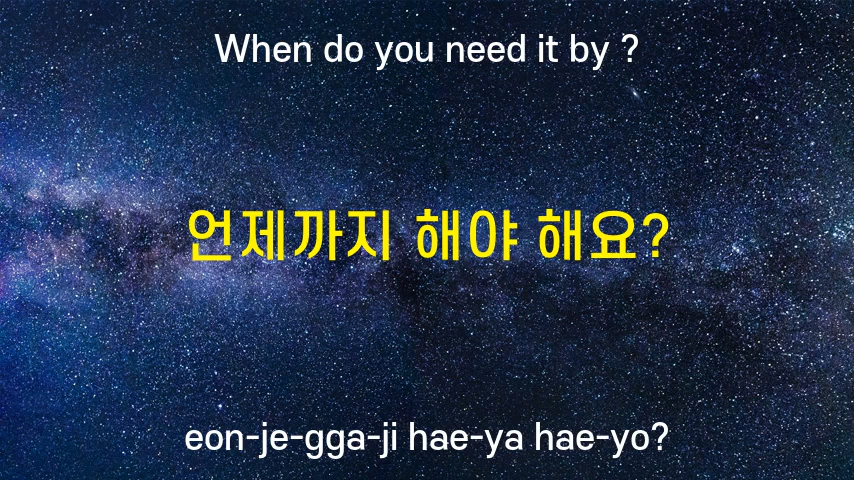 When do you need it by ?
언제까지 해야 해요?
eon-je-gga-ji hae-ya hae-yo?